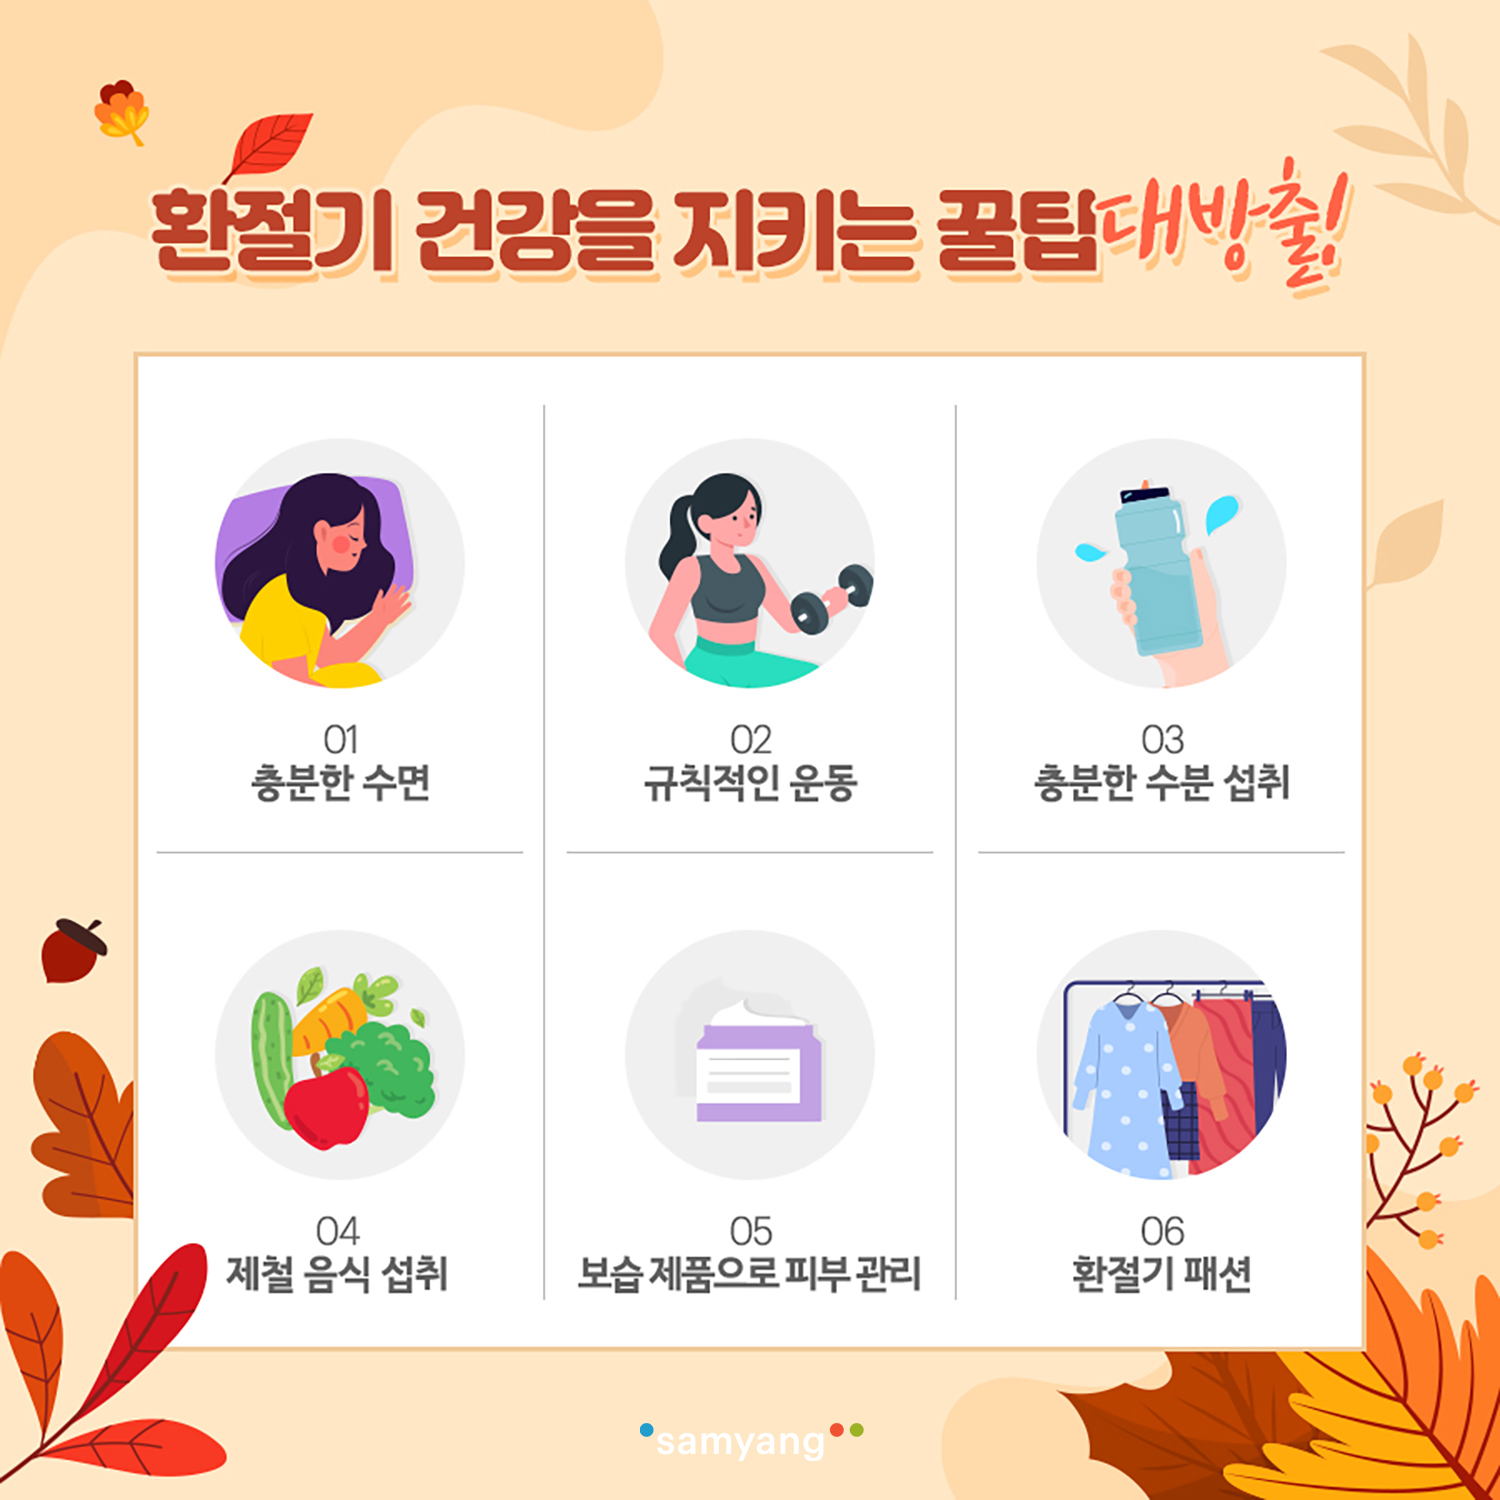 환절기 건강을 지키는 꿀팁대방출!
01
충분한 수면
02
규칙적인 운동
03
충분한 수분 섭취
04
제철 음식 섭취
05
보습 제품으로 피부 관리
06
환절기 패션
samyang